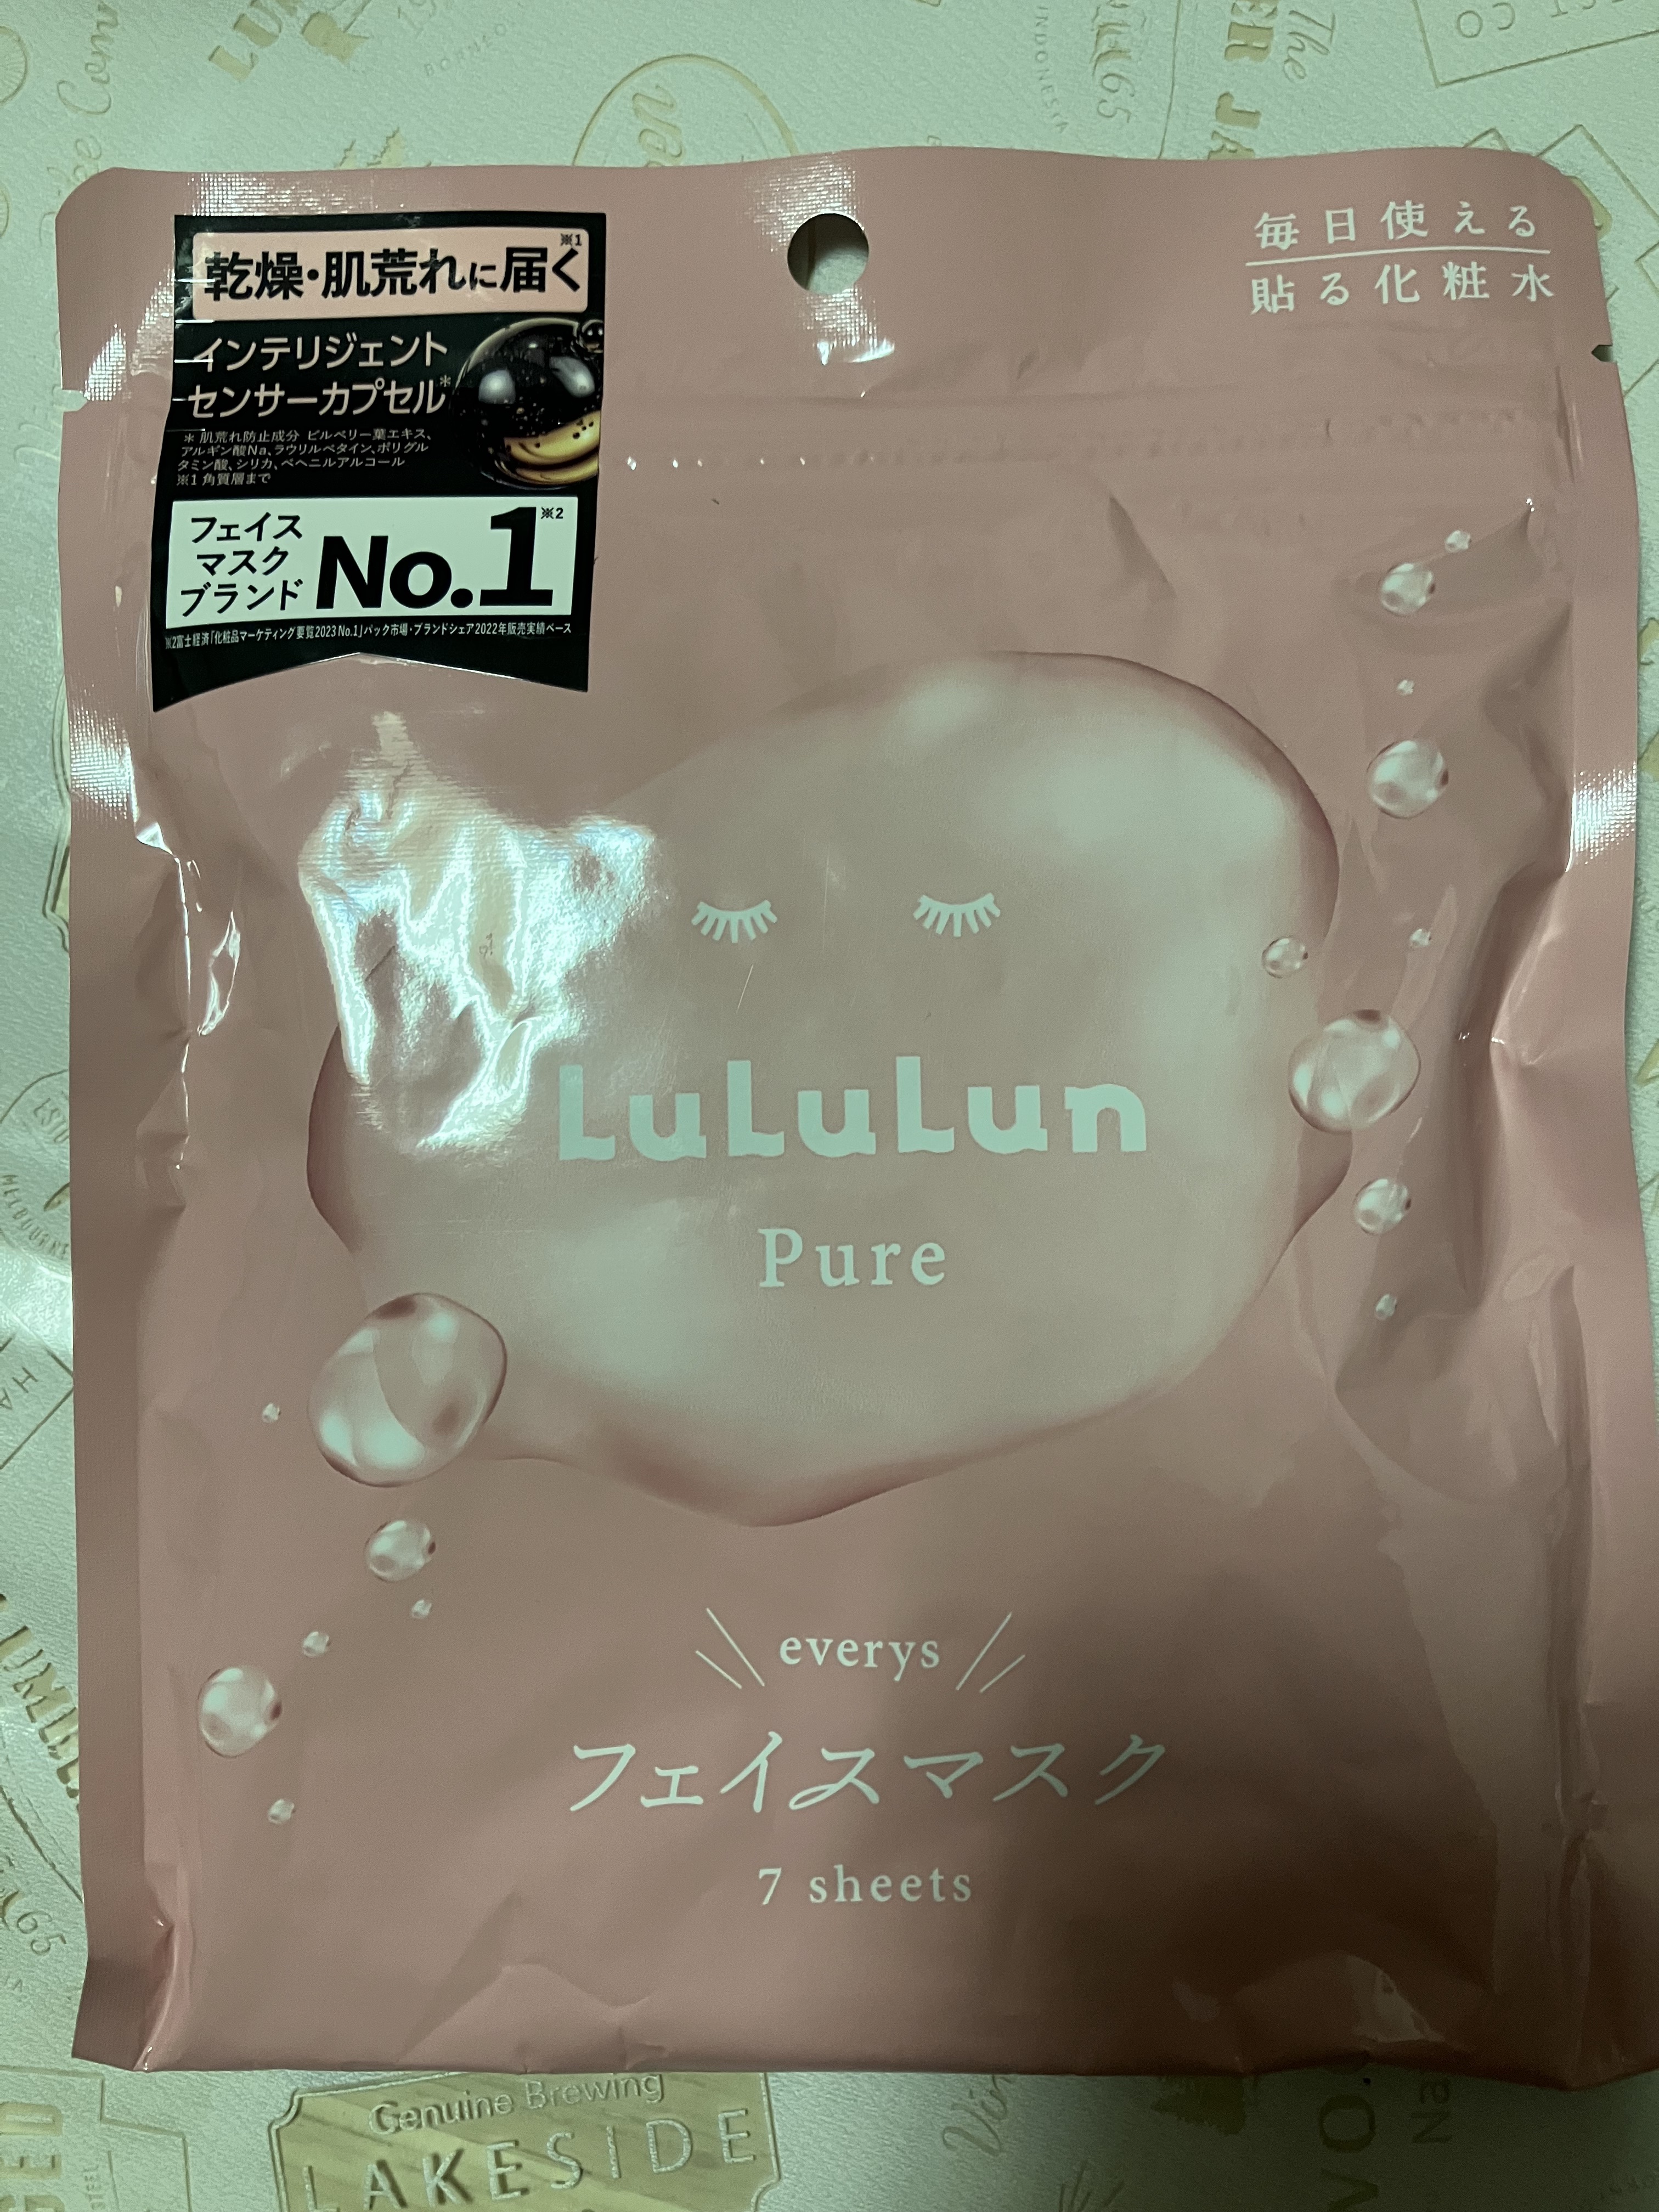 乾燥・肌荒れに届く※1
インテリジェント
センサーカプセル*
* 肌荒れ防止成分 ビルベリー葉エキス、
アルギン酸Na、ラウリルベタイン、ポリグル
タミン酸、シリカ、ベヘニルアルコール
※1 角質層まで
フェイス
マスク
ブランド
No.1※2
※2富士経済「化粧品マーケティング要覧2023 No.1」パック市場・ブランドシェア2022年販売実績ベース
毎日使える
貼る化粧水
LuLuLun
Pure
everys
フェイスマスク
7 sheets
Genuine Brewing
LAKESIDE
INDONESIA
The